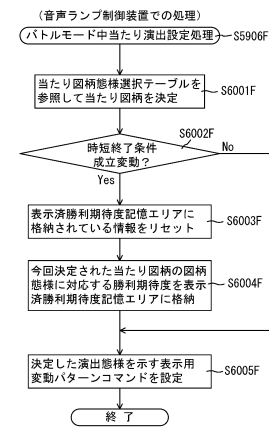 （音声ランプ制御装置での処理）
バトルモード中当たり演出設定処理
S5906F
当たり図柄態様選択テーブルを
参照して当たり図柄を決定
S6001F
S6002F
時短終了条件
成立変動？
No
Yes
表示済勝利期待度記憶エリアに
格納されている情報をリセット
S6003F
今回決定された当たり図柄の図柄
態様に対応する勝利期待度を表示
済勝利期待度記憶エリアに格納
S6004F
決定した演出態様を示す表示用
変動パターンコマンドを設定
S6005F
終了